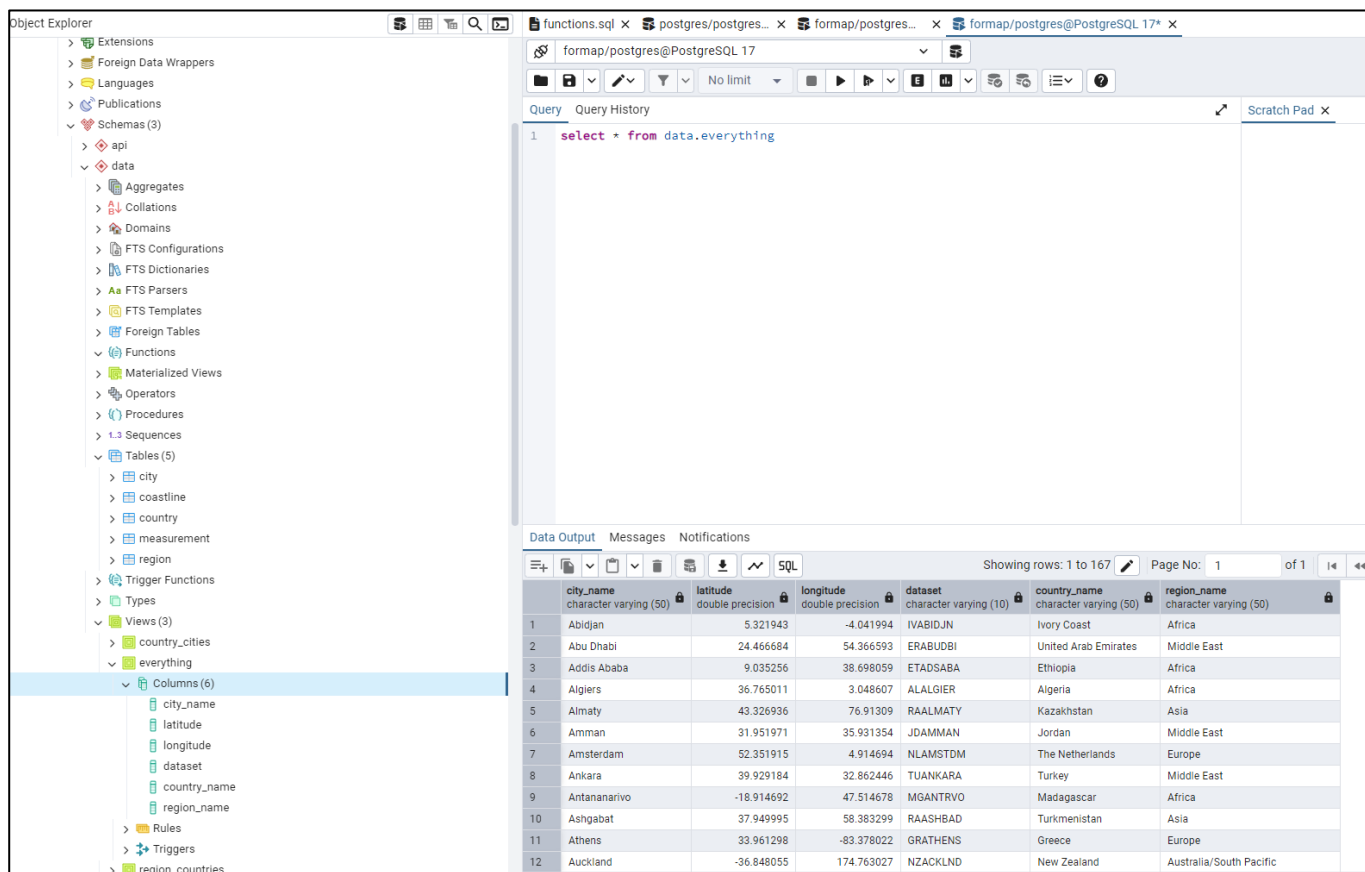 Object Explorer
Extensions
Foreign Data Wrappers
Languages
Publications
Schemas (3)
api
data
Aggregates
Collations
Domains
FTS Configurations
FTS Dictionaries
Aa FTS Parsers
FTS Templates
Foreign Tables
Functions
Materialized Views
Operators
Procedures
1..3 Sequences
Tables (5)
city
coastline
country
measurement
region
Trigger Functions
Types
Views (3)
country_cities
everything
Columns (6)
city_name
latitude
longitude
dataset
country_name
region_name
Rules
Triggers
region_countries
functions.sql
postgres/postgres...
formap/postgres...
formap/postgres@PostgreSQL 17*
formap/postgres@PostgreSQL 17
No limit
E
Query Query History
Scratch Pad
1 select * from data.everything
Data Output Messages Notifications
SQL
Showing rows: 1 to 167
Page No: 1 of 1
city_name latitude longitude dataset country_name region_name
character varying (50) double precision double precision character varying (10) character varying (50) character varying (50)
1 Abidjan 5.321943 -4.041994 IVABIDJN Ivory Coast Africa
2 Abu Dhabi 24.466684 54.366593 ERABUDBI United Arab Emirates Middle East
3 Addis Ababa 9.035256 38.698059 ETADSABA Ethiopia Africa
4 Algiers 36.765011 3.048607 ALALGIER Algeria Africa
5 Almaty 43.326936 76.91309 RAALMATY Kazakhstan Asia
6 Amman 31.951971 35.931354 JDAMMAN Jordan Middle East
7 Amsterdam 52.351915 4.914694 NLAMSTDM The Netherlands Europe
8 Ankara 39.929184 32.862446 TUANKARA Turkey Middle East
9 Antananarivo -18.914692 47.514678 MGANTRVO Madagascar Africa
10 Ashgabat 37.949995 58.383299 RAASHBAD Turkmenistan Asia
11 Athens 33.961298 -83.378022 GRATHENS Greece Europe
12 Auckland -36.848055 174.763027 NZACKLND New Zealand Australia/South Pacific